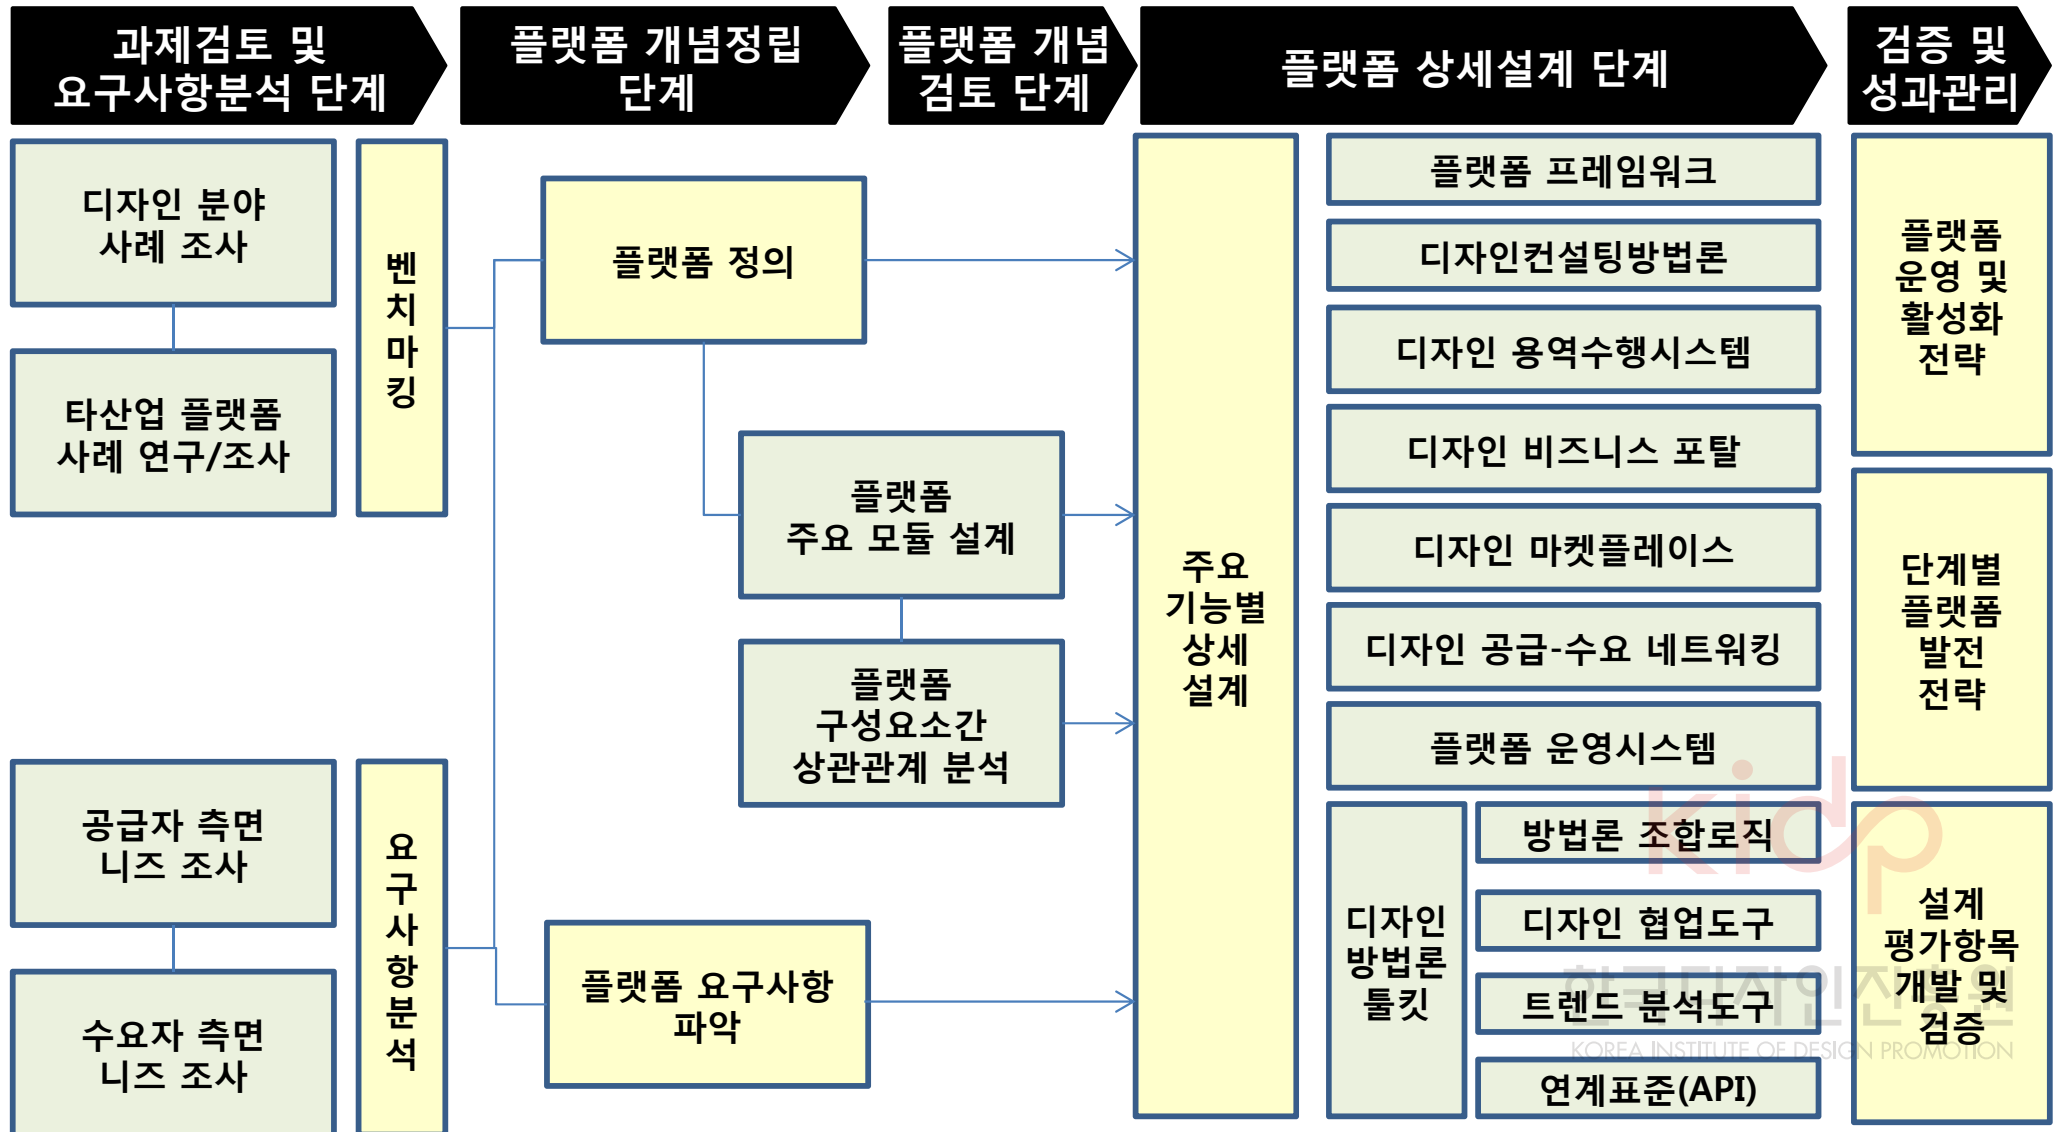 과제검토 및
요구사항분석 단계
플랫폼 개념정립
단계
플랫폼 개념
검토 단계
플랫폼 상세설계 단계
검증 및
성과관리
디자인 분야
사례 조사
타산업 플랫폼
사례 연구/조사
벤
치
마
킹
공급자 측면
니즈 조사
수요자 측면
니즈 조사
요
구
사
항
분
석
플랫폼 정의
플랫폼
주요 모듈 설계
플랫폼
구성요소간
상관관계 분석
플랫폼 요구사항
파악
주요
기능별
상세
설계
플랫폼 프레임워크
디자인컨설팅방법론
디자인 용역수행시스템
디자인 비즈니스 포탈
디자인 마켓플레이스
디자인 공급-수요 네트워킹
플랫폼 운영시스템
디자인
방법론
툴킷
방법론 조합로직
디자인 협업도구
트렌드 분석도구
연계표준(API)
플랫폼
운영 및
활성화
전략
단계별
플랫폼
발전
전략
설계
평가항목
개발 및
검증
kidp
한국디자인진흥원
KOREA INSTITUTE OF DESIGN PROMOTION